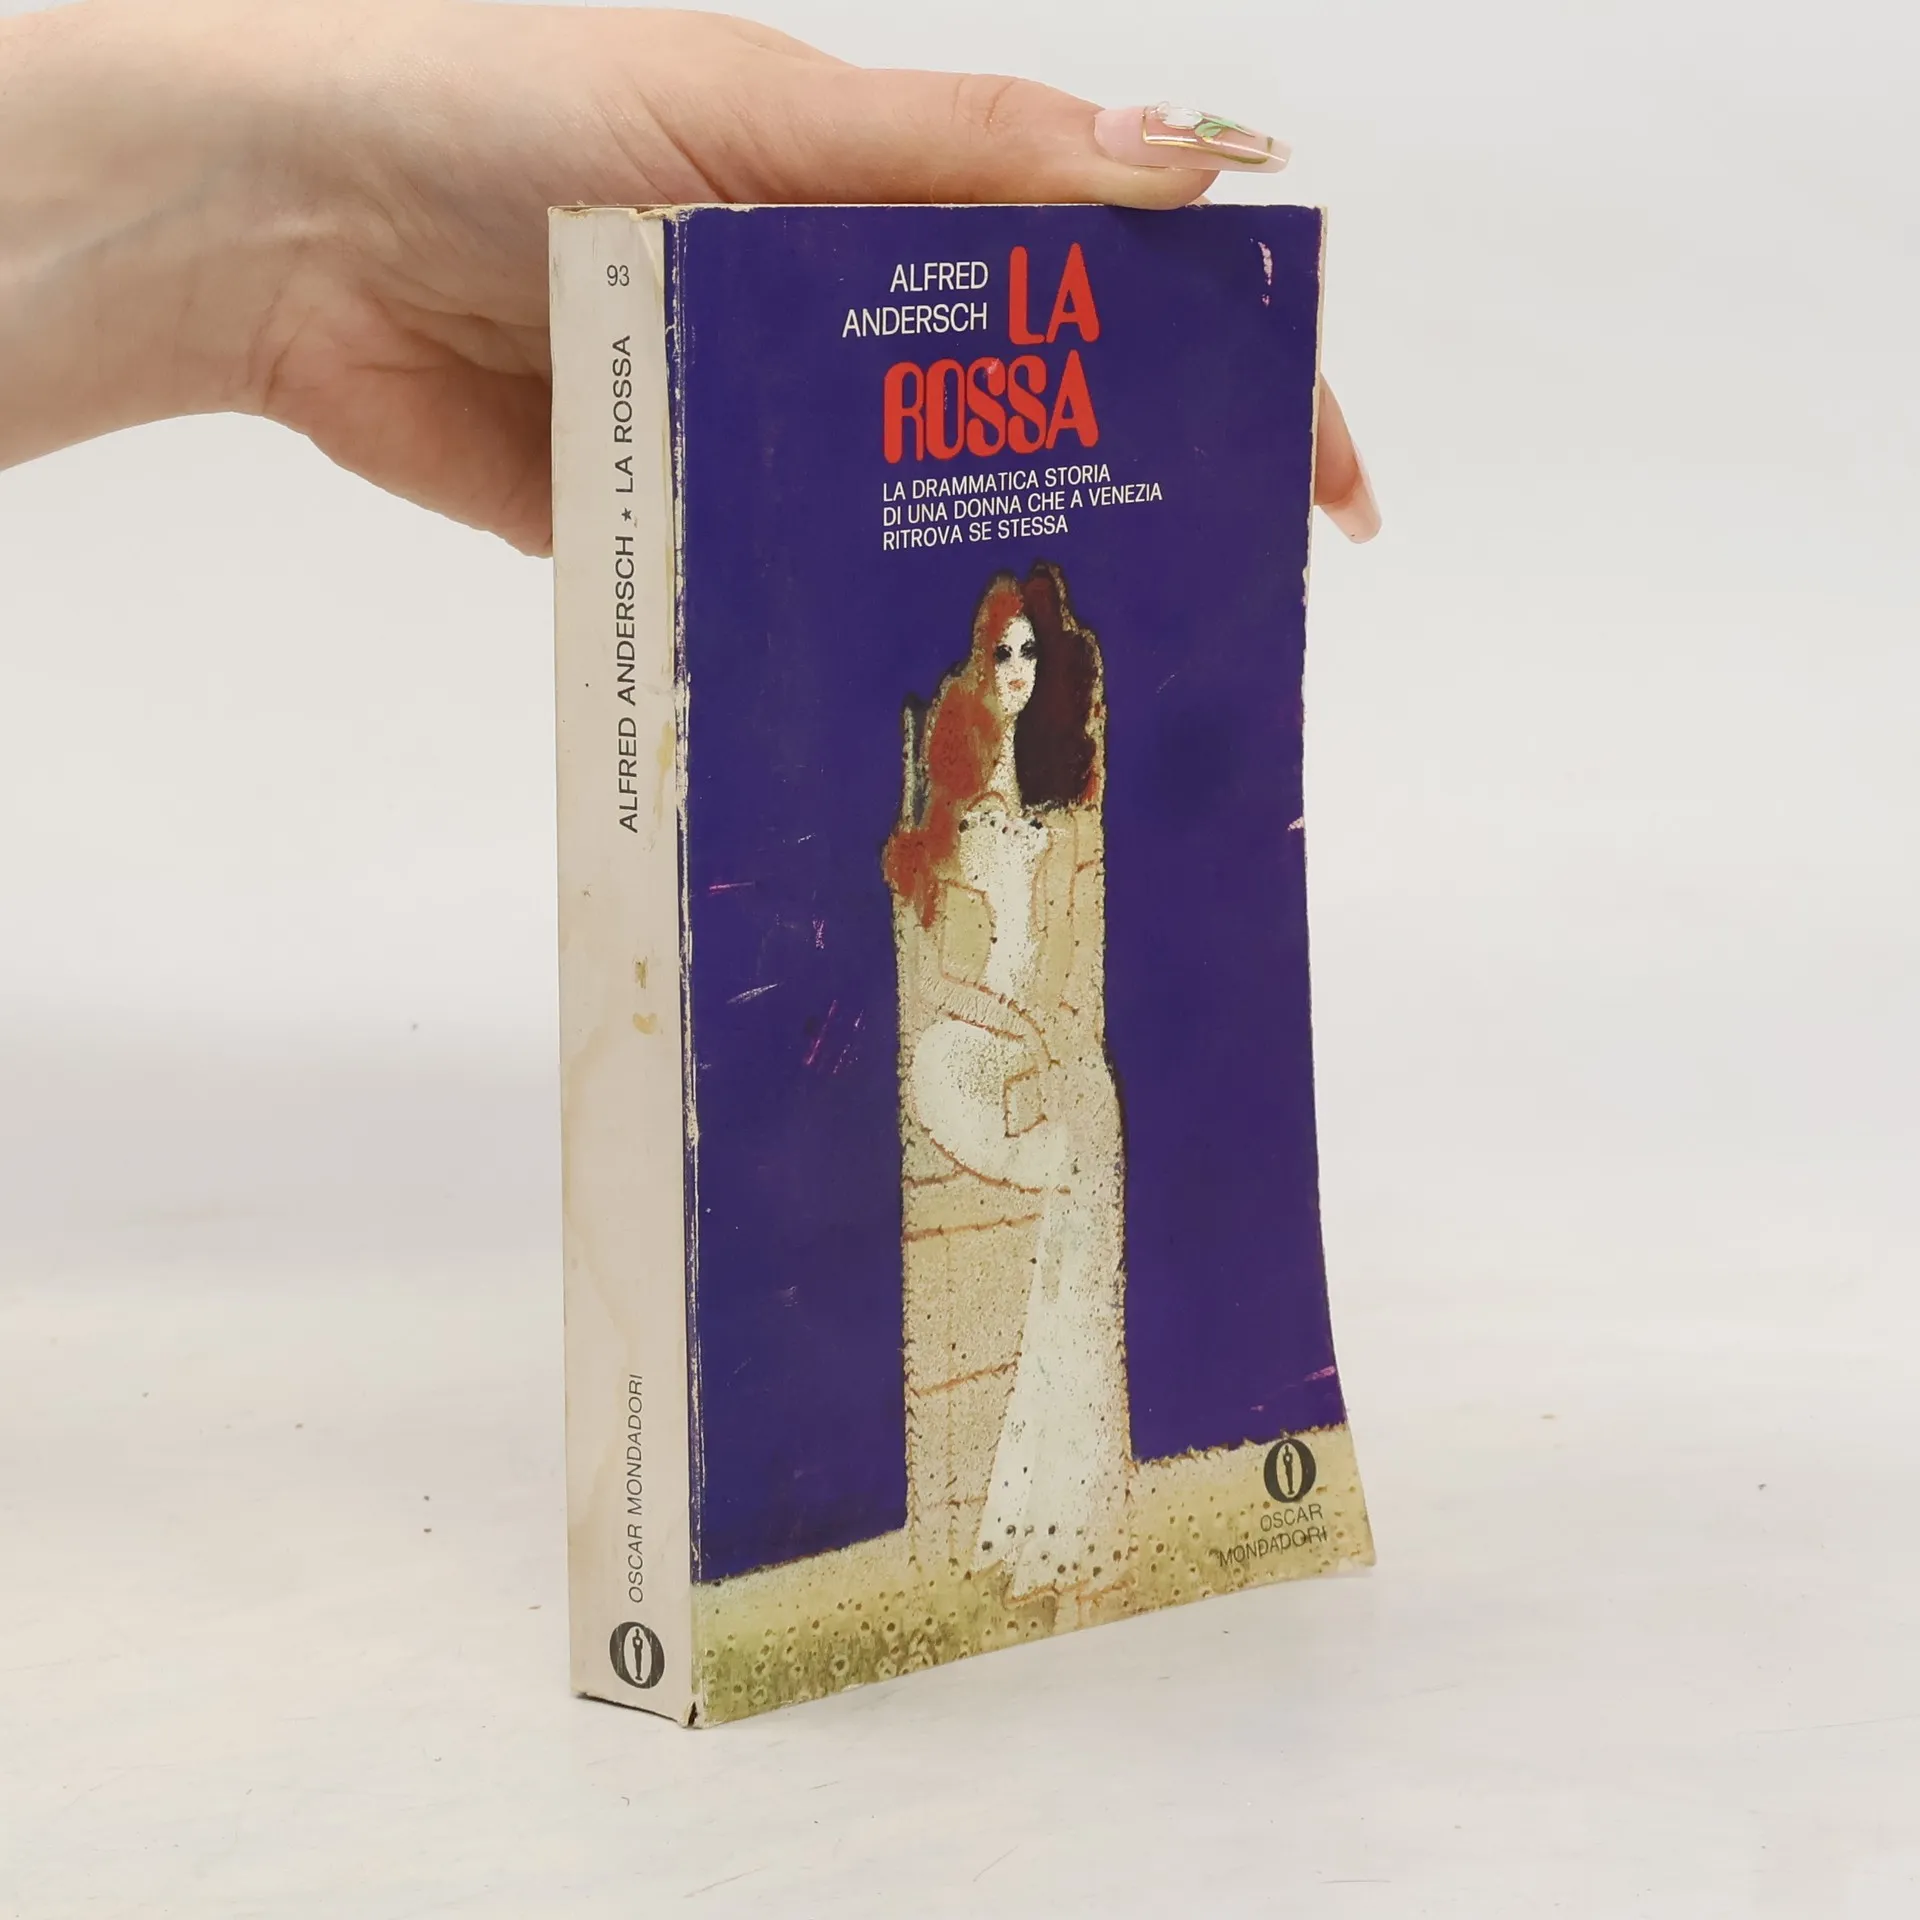 93
ALFRED ANDERSCH ★ LA ROSSA
OSCAR MONDADORI
ALFRED
ANDERSCH
LA
ROSSA
LA DRAMMATICA STORIA
DI UNA DONNA CHE A VENEZIA
RITROVA SE STESSA
OSCAR
MONDADORI